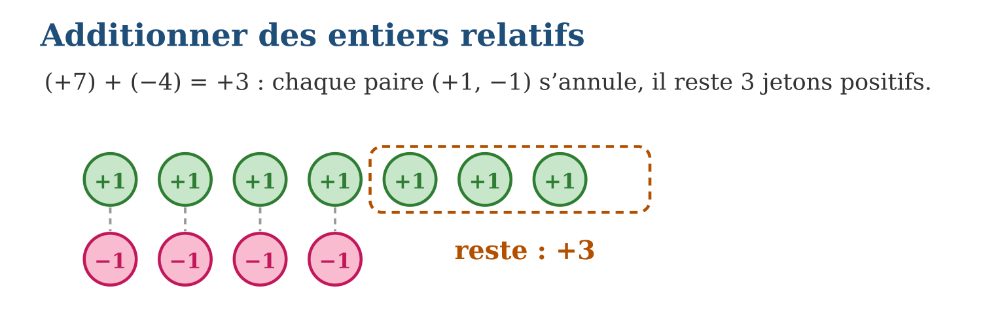 Additionner des entiers relatifs
(+7) + (−4) = +3 : chaque paire (+1, −1) s’annule, il reste 3 jetons positifs.
+1 +1 +1 +1 +1 +1 +1
−1 −1 −1 −1
reste : +3